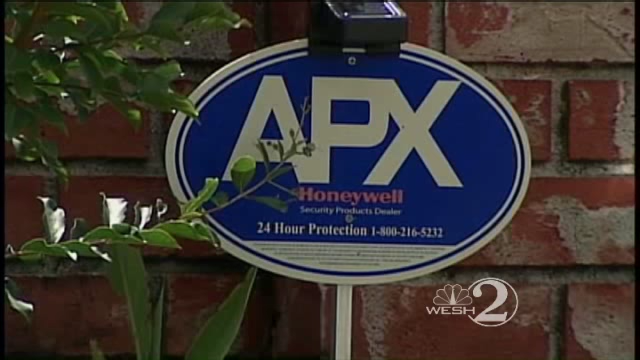 APX
Honeywell
Security Products Dealer
24 Hour Protection 1-800-216-5232
WESH 2